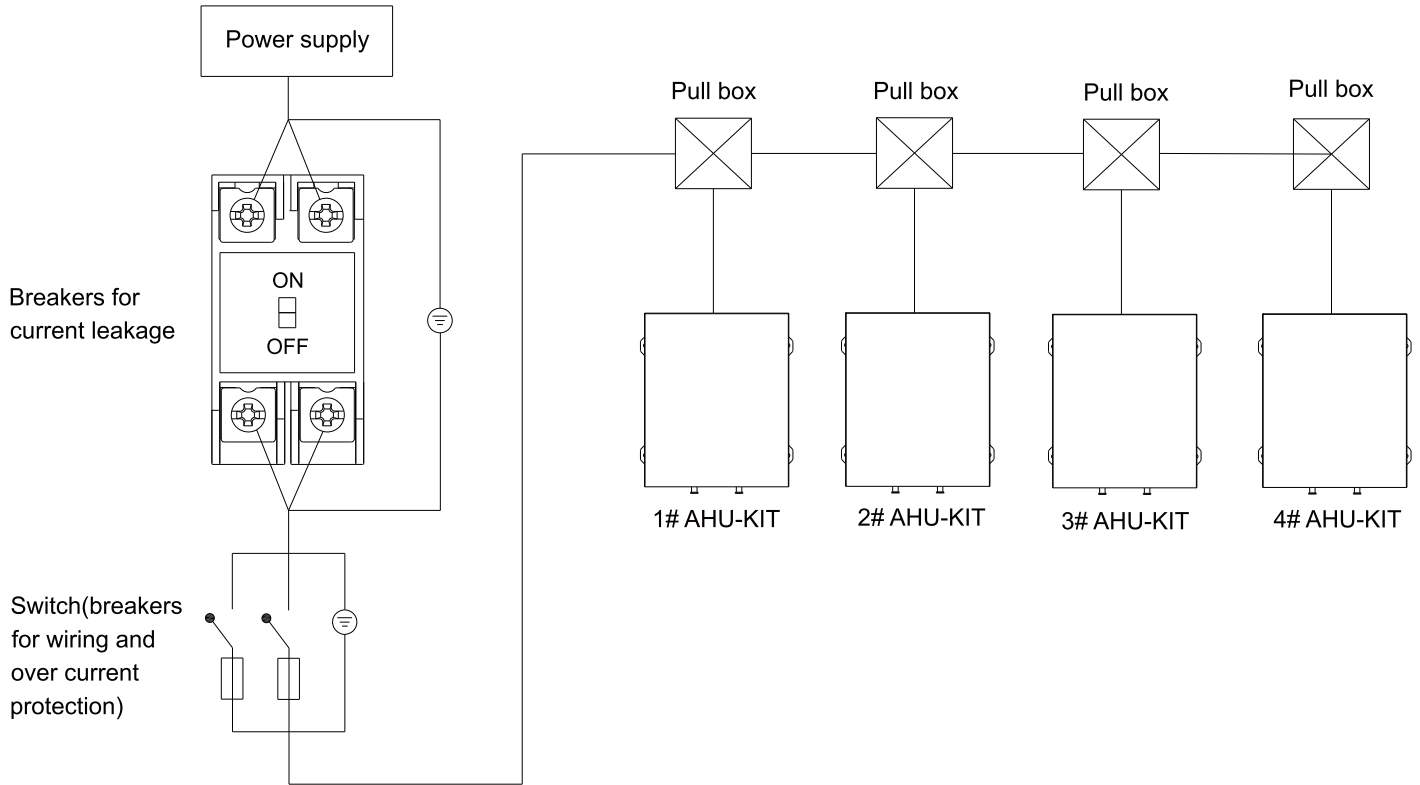 Power supply
Pull box
Pull box
Pull box
Pull box
Breakers for
current leakage
ON
OFF
1# AHU-KIT
2# AHU-KIT
3# AHU-KIT
4# AHU-KIT
Switch(breakers
for wiring and
over current
protection)